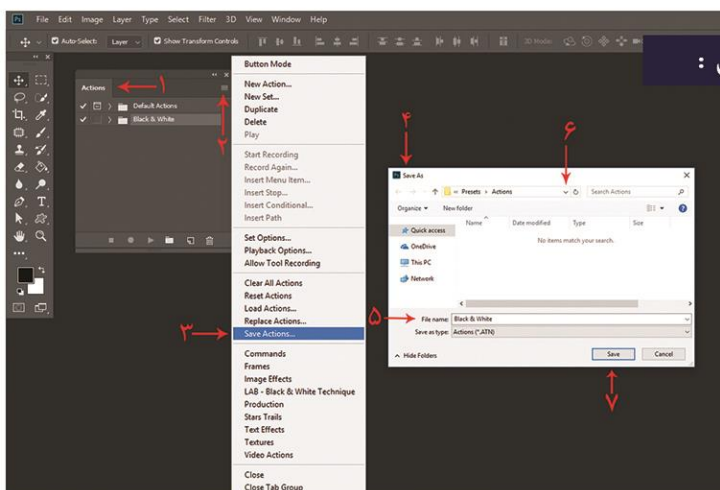 Ps File Edit Image Layer Type Select Filter 3D View Window Help
Auto-Select: Layer Show Transform Controls 3D Mode:
:
Actions
Default Actions
Black & White
۱
۲
Button Mode
New Action...
New Set...
Duplicate
Delete
Play
Start Recording
Record Again...
Insert Menu Item...
Insert Stop...
Insert Conditional...
Insert Path
Set Options...
Playback Options...
Allow Tool Recording
Clear All Actions
Reset Actions
Load Actions...
Replace Actions...
Save Actions...
۳
Commands
Frames
Image Effects
LAB - Black & White Technique
Production
Stars Trails
Text Effects
Textures
Video Actions
Close
Close Tab Group
۴
۶
Save As
« Presets › Actions Search Actions
Organize New folder
Name Date modified Type Size
No items match your search.
Quick access
OneDrive
This PC
Network
۵
File name: Black & White
Save as type: Actions (*.ATN)
Hide Folders Save Cancel
۷